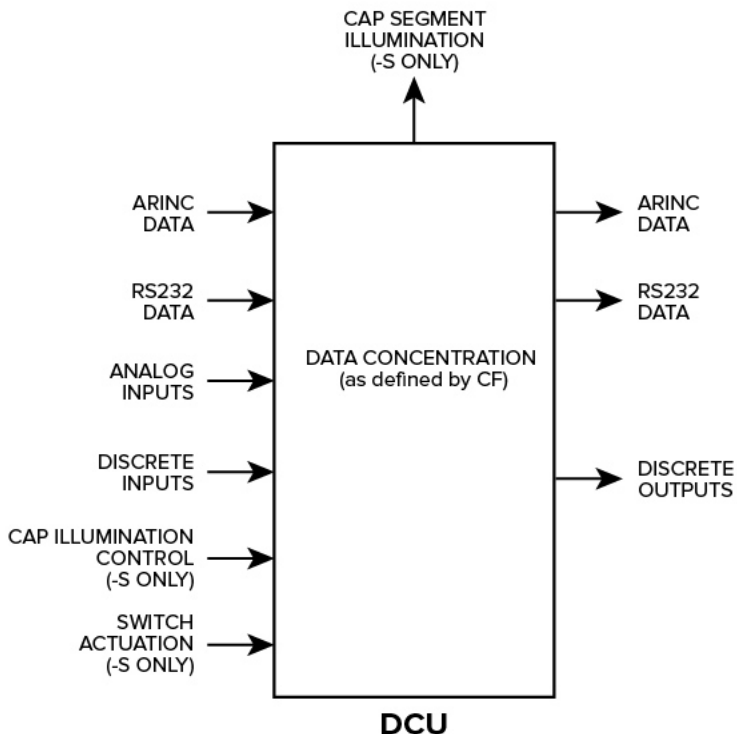 CAP SEGMENT
ILLUMINATION
(-S ONLY)
ARINC
DATA
RS232
DATA
ANALOG
INPUTS
DISCRETE
INPUTS
CAP ILLUMINATION
CONTROL
(-S ONLY)
SWITCH
ACTUATION
(-S ONLY)
DATA CONCENTRATION
(as defined by CF)
ARINC
DATA
RS232
DATA
DISCRETE
OUTPUTS
DCU